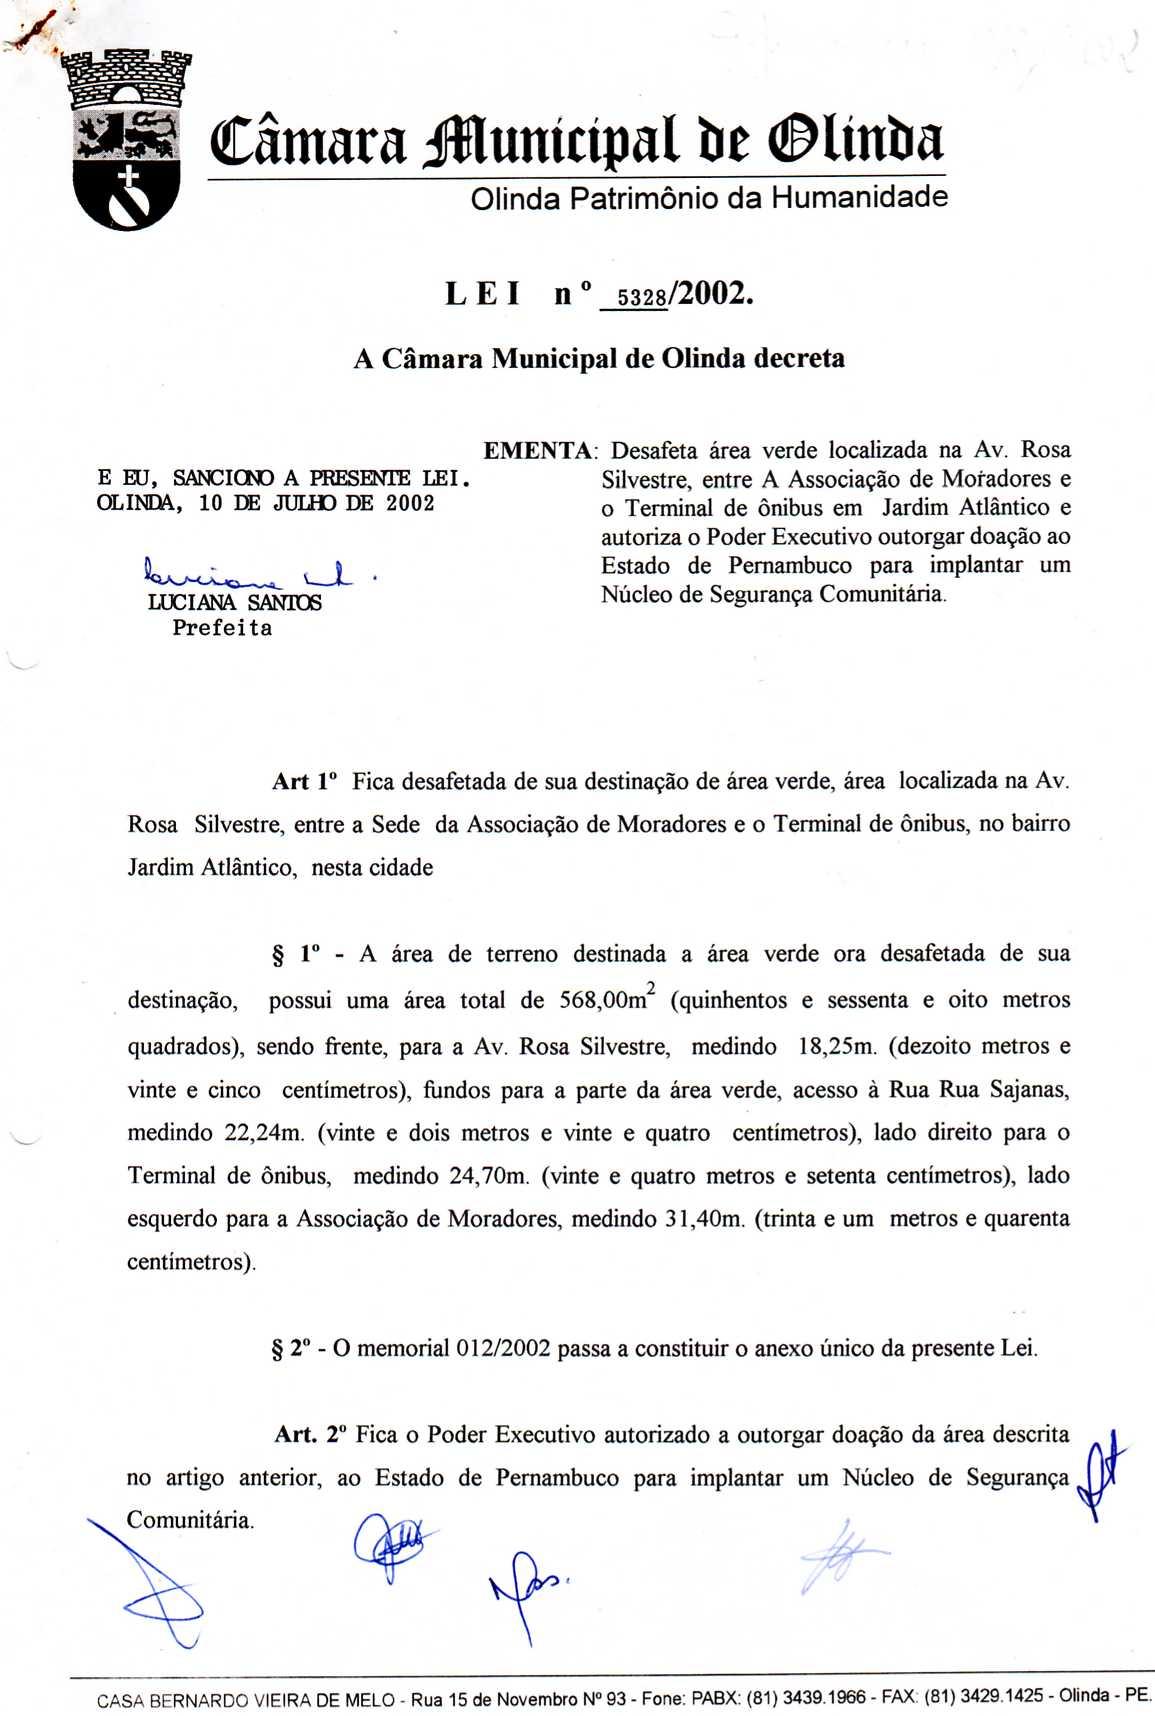 Câmara Municipal de Olinda
Olinda Patrimônio da Humanidade
LEI nº 5328/2002.
A Câmara Municipal de Olinda decreta
E EU, SANCIONO A PRESENTE LEI.
OLINDA, 10 DE JULHO DE 2002
LUCIANA SANTOS
Prefeita
EMENTA: Desafeta área verde localizada na Av. Rosa
Silvestre, entre A Associação de Moradores e
o Terminal de ônibus em Jardim Atlântico e
autoriza o Poder Executivo outorgar doação ao
Estado de Pernambuco para implantar um
Núcleo de Segurança Comunitária.
Art 1º Fica desafetada de sua destinação de área verde, área localizada na Av.
Rosa Silvestre, entre a Sede da Associação de Moradores e o Terminal de ônibus, no bairro
Jardim Atlântico, nesta cidade
§ 1º - A área de terreno destinada a área verde ora desafetada de sua
destinação, possui uma área total de 568,00m² (quinhentos e sessenta e oito metros
quadrados), sendo frente, para a Av. Rosa Silvestre, medindo 18,25m. (dezoito metros e
vinte e cinco centímetros), fundos para a parte da área verde, acesso à Rua Rua Sajanas,
medindo 22,24m. (vinte e dois metros e vinte e quatro centímetros), lado direito para o
Terminal de ônibus, medindo 24,70m. (vinte e quatro metros e setenta centímetros), lado
esquerdo para a Associação de Moradores, medindo 31,40m. (trinta e um metros e quarenta
centímetros).
§ 2º - O memorial 012/2002 passa a constituir o anexo único da presente Lei.
Art. 2º Fica o Poder Executivo autorizado a outorgar doação da área descrita
no artigo anterior, ao Estado de Pernambuco para implantar um Núcleo de Segurança
Comunitária.
CASA BERNARDO VIEIRA DE MELO - Rua 15 de Novembro Nº 93 - Fone: PABX: (81) 3439.1966 - FAX: (81) 3429.1425 - Olinda - PE.